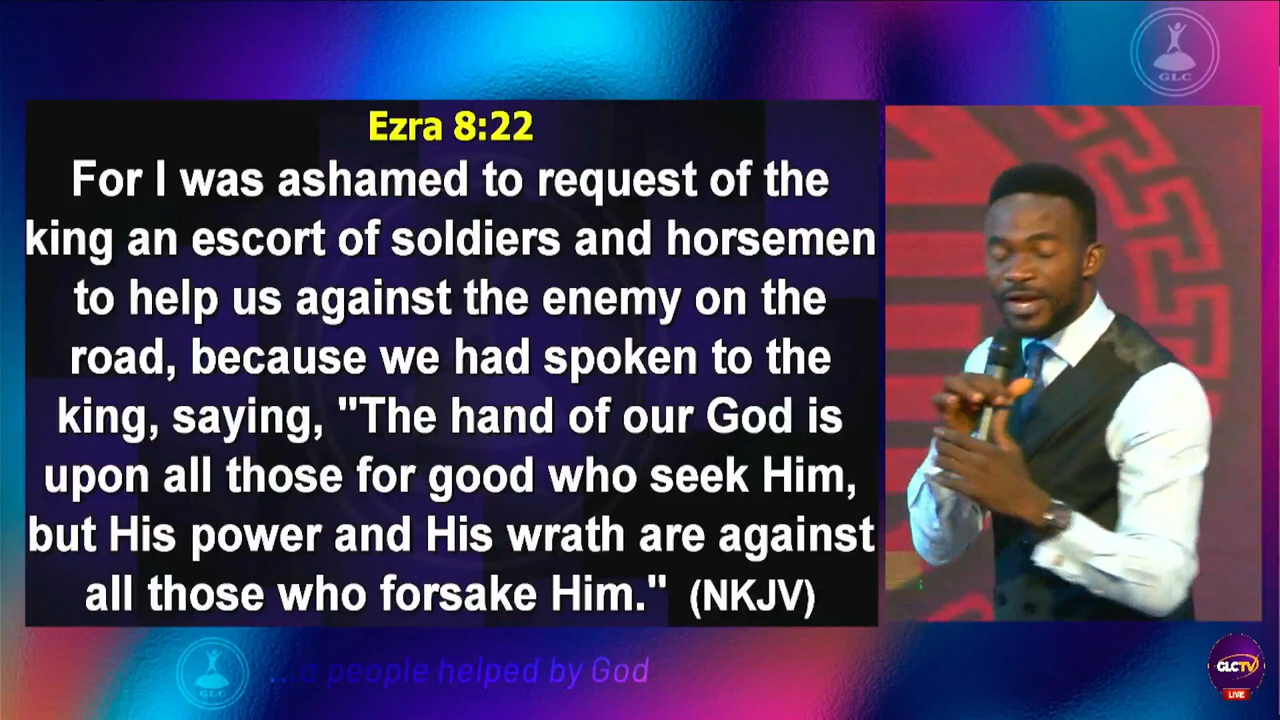 GLC
Ezra 8:22
For I was ashamed to request of the
king an escort of soldiers and horsemen
to help us against the enemy on the
road, because we had spoken to the
king, saying, "The hand of our God is
upon all those for good who seek Him,
but His power and His wrath are against
all those who forsake Him." (NKJV)
GLC
...a people helped by God
GLCTV
LIVE